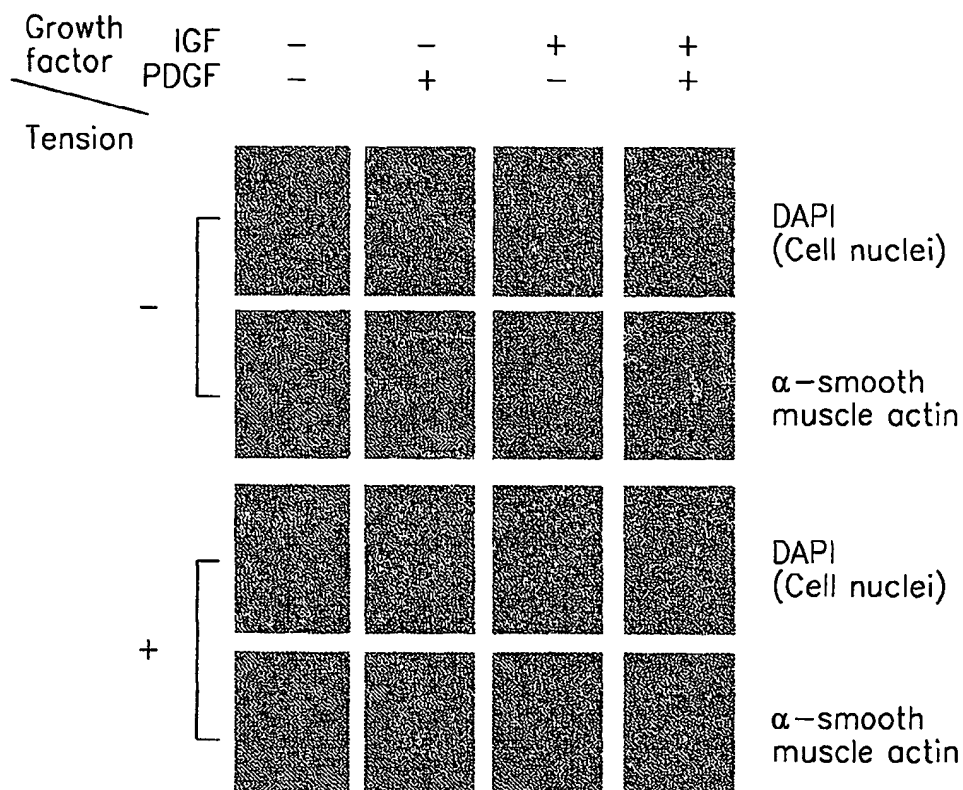 Growth factor
IGF - - + +
PDGF - + - +
Tension
DAPI
(Cell nuclei)
-
α-smooth
muscle actin
DAPI
(Cell nuclei)
+
α-smooth
muscle actin